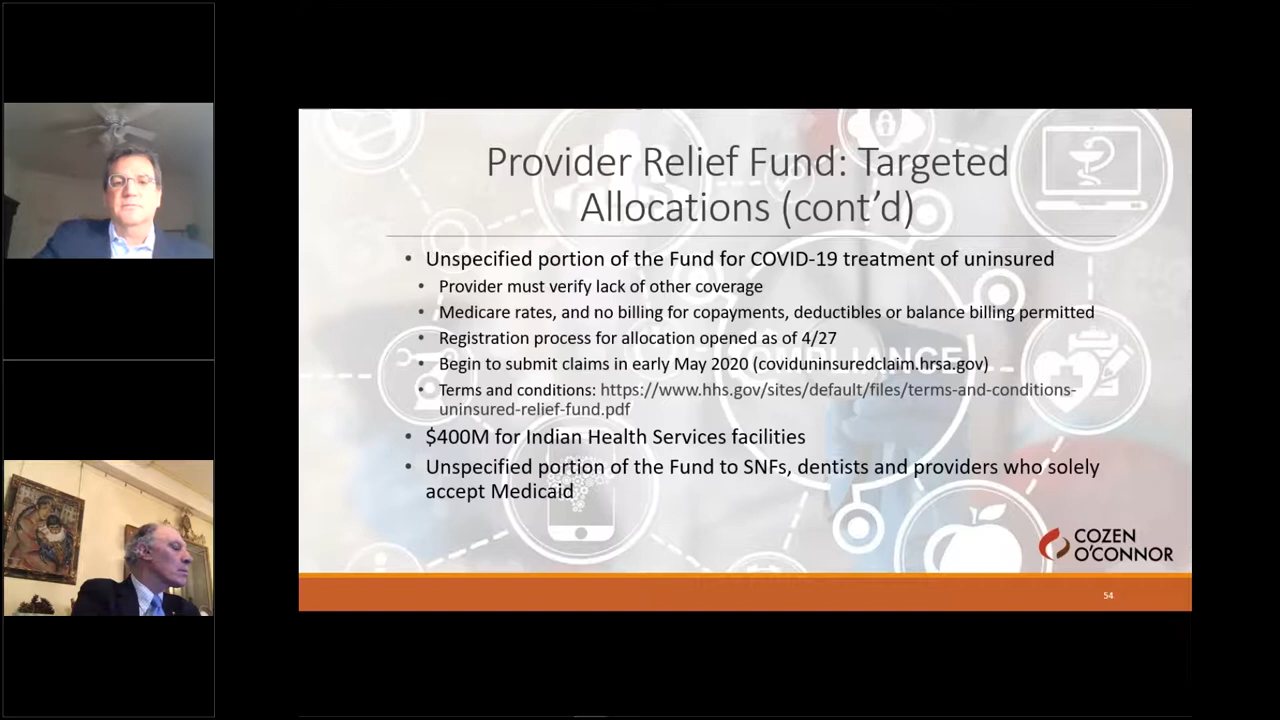 Provider Relief Fund: Targeted
Allocations (cont’d)
• Unspecified portion of the Fund for COVID-19 treatment of uninsured
• Provider must verify lack of other coverage
• Medicare rates, and no billing for copayments, deductibles or balance billing permitted
• Registration process for allocation opened as of 4/27
• Begin to submit claims in early May 2020 (coviduninsuredclaim.hrsa.gov)
• Terms and conditions: https://www.hhs.gov/sites/default/files/terms-and-conditions-
uninsured-relief-fund.pdf
• $400M for Indian Health Services facilities
• Unspecified portion of the Fund to SNFs, dentists and providers who solely
accept Medicaid
COMPLIANCE
COZEN
O’CONNOR
54